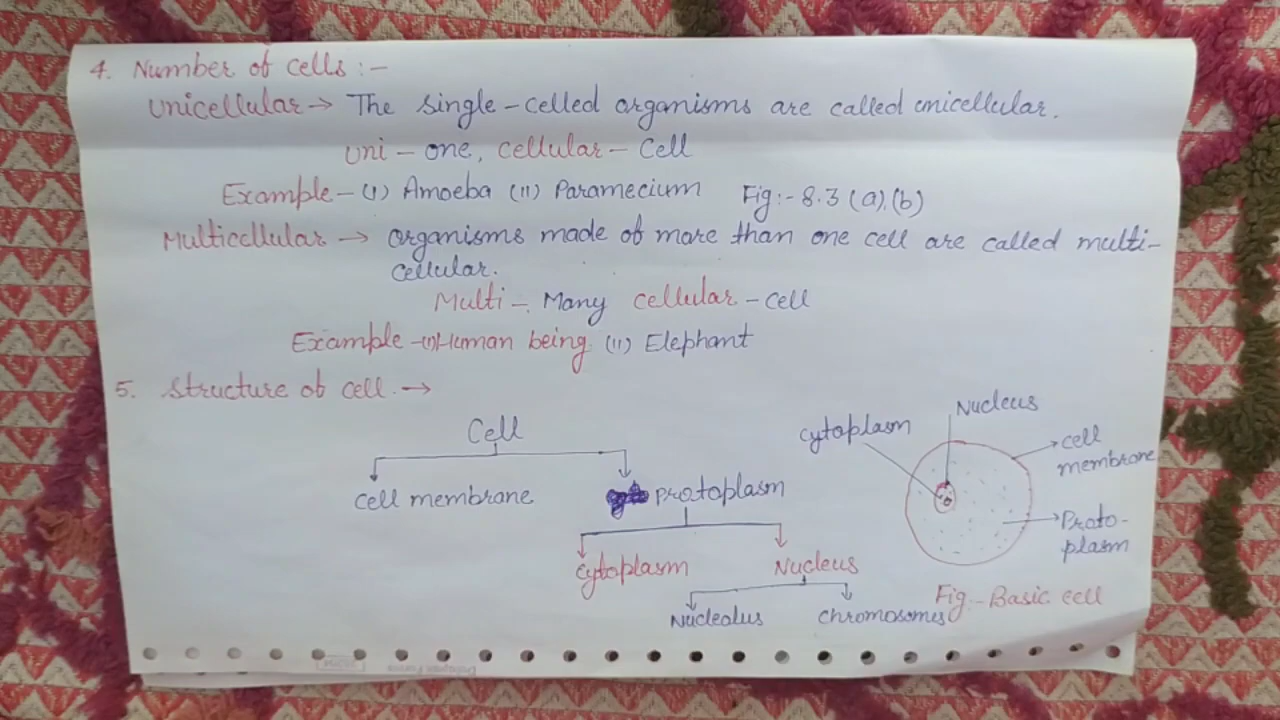 4. Number of cells :-
Unicellular → The single-celled organisms are called unicellular.
Uni - one, cellular - Cell
Example - (I) Amoeba (II) Paramecium Fig:- 8.3 (a),(b)
Multicellular → organisms made of more than one cell are called multi-
cellular.
Multi -. Many cellular - cell
Example -(I)Human being (II) Elephant
5. Structure of cell. →
Cell
cell membrane
protoplasm
cytoplasm
Nucleus
Nucleolus
chromosomes
cytoplasm
Nucleus
cell
membrane
Proto-
plasm
Fig.- Basic cell